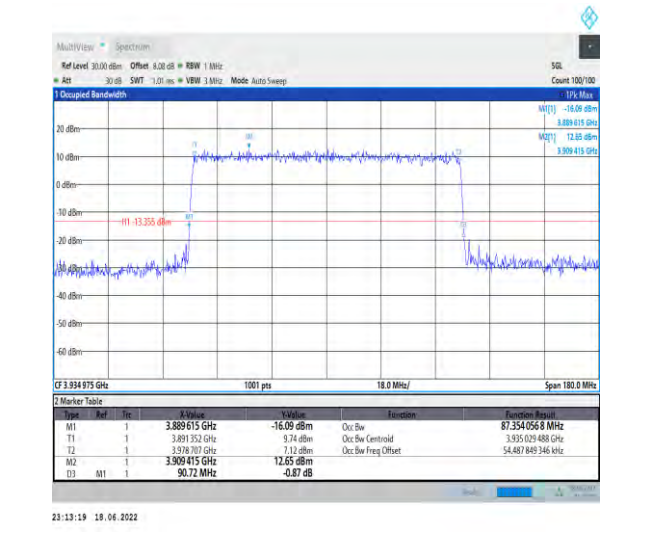 MultiView Spectrum
Ref Level 30.00 dBm Offset 8.08 dB RBW 1 MHz SGL
Att 30 dB SWT 1.01 ms VBW 3 MHz Mode Auto Sweep Count 100/100
1 Occupied Bandwidth 1Pk Max
M1[1] -16.09 dBm
3.889 615 GHz
20 dBm M2[1] 12.65 dBm
3.909 415 GHz
10 dBm
0 dBm
-10 dBm
H1 -13.355 dBm M1
-20 dBm
-30 dBm
-40 dBm
-50 dBm
-60 dBm
CF 3.934 975 GHz 1001 pts 18.0 MHz/ Span 180.0 MHz
2 Marker Table
Type Ref Trc X-Value Y-Value Function Function Result
M1 1 3.889 615 GHz -16.09 dBm Occ Bw 87.354 056 8 MHz
T1 1 3.891 352 GHz 9.74 dBm Occ Bw Centroid 3.935 029 488 GHz
T2 1 3.978 707 GHz 7.12 dBm Occ Bw Freq Offset 54.487 849 346 kHz
M2 1 3.909 415 GHz 12.65 dBm
D3 M1 1 90.72 MHz -0.87 dB
23:13:19 18.06.2022